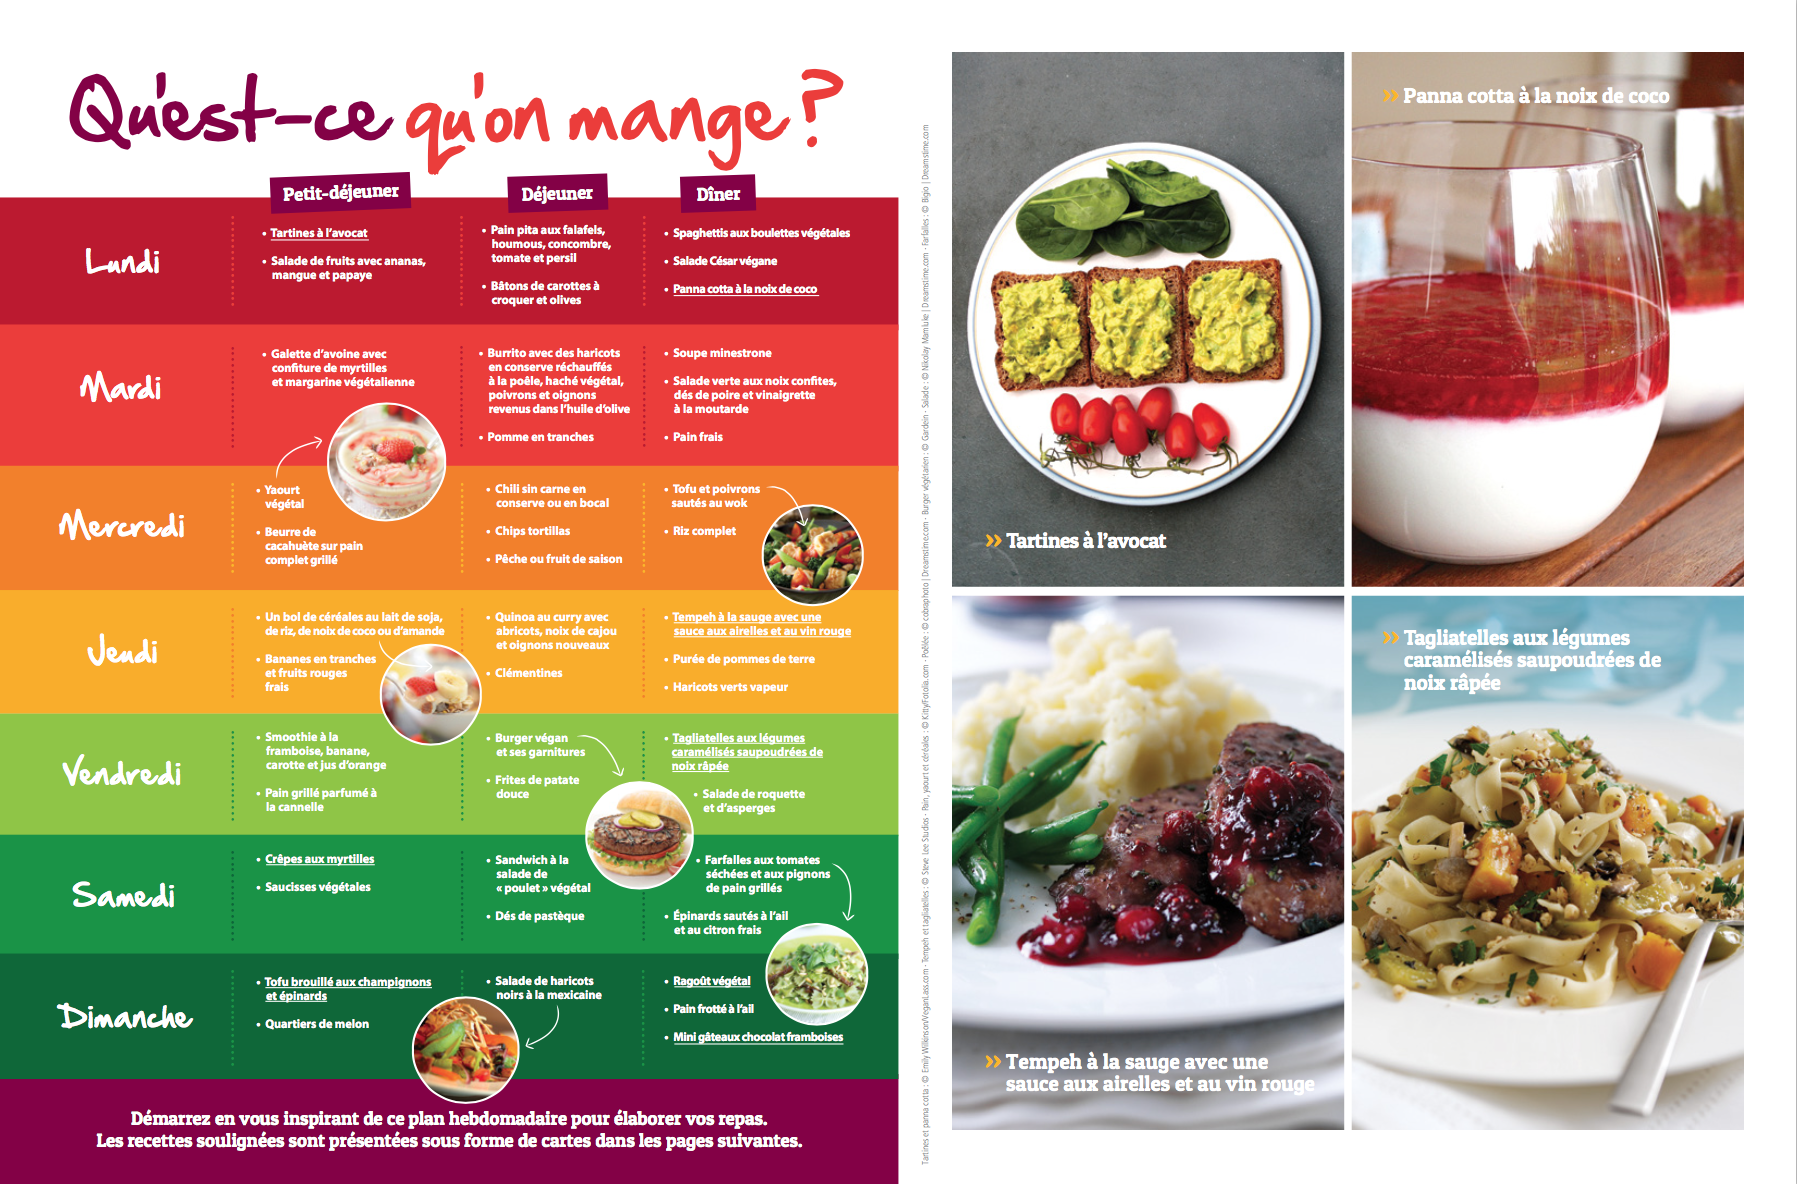 Qu'est-ce qu'on mange ?
Petit-déjeuner
Déjeuner
Dîner
Lundi
• Tartines à l'avocat
• Salade de fruits avec ananas,
mangue et papaye
• Pain pita aux falafels,
houmous, concombre,
tomate et persil
• Bâtons de carottes à
croquer et olives
• Spaghettis aux boulettes végétales
• Salade César végane
• Panna cotta à la noix de coco
Mardi
• Galette d'avoine avec
confiture de myrtilles
et margarine végétalienne
• Burrito avec des haricots
en conserve réchauffés
à la poêle, haché végétal,
poivrons et oignons
revenus dans l'huile d'olive
• Pomme en tranches
• Soupe minestrone
• Salade verte aux noix confites,
dés de poire et vinaigrette
à la moutarde
• Pain frais
Mercredi
• Yaourt
végétal
• Beurre de
cacahuète sur pain
complet grillé
• Chili sin carne en
conserve ou en bocal
• Chips tortillas
• Pêche ou fruit de saison
• Tofu et poivrons
sautés au wok
• Riz complet
Jeudi
• Un bol de céréales au lait de soja,
de riz, de noix de coco ou d'amande
• Bananes en tranches
et fruits rouges
frais
• Quinoa au curry avec
abricots, noix de cajou
et oignons nouveaux
• Clémentines
• Tempeh à la sauge avec une
sauce aux airelles et au vin rouge
• Purée de pommes de terre
• Haricots verts vapeur
Vendredi
• Smoothie à la
framboise, banane,
carotte et jus d'orange
• Pain grillé parfumé à
la cannelle
• Burger végan
et ses garnitures
• Frites de patate
douce
• Tagliatelles aux légumes
caramélisés saupoudrées de
noix râpée
• Salade de roquette
et d'asperges
Samedi
• Crêpes aux myrtilles
• Saucisses végétales
• Sandwich à la
salade de
« poulet » végétal
• Dés de pastèque
• Farfalles aux tomates
séchées et aux pignons
de pain grillés
• Épinards sautés à l'ail
et au citron frais
Dimanche
• Tofu brouillé aux champignons
et épinards
• Quartiers de melon
• Salade de haricots
noirs à la mexicaine
• Ragoût végétal
• Pain frotté à l'ail
• Mini gâteaux chocolat framboises
Démarrez en vous inspirant de ce plan hebdomadaire pour élaborer vos repas.
Les recettes soulignées sont présentées sous forme de cartes dans les pages suivantes.
Tartines et panna cotta : © Emily Wilkinson/VeganLass.com - Tempeh et tagliatelles : © Steve Lee Studios - Pain, yaourt et céréales : © Kitty/Fotolia.com - Poêlée : © cobraphoto | Dreamstime.com - Burger végétarien : © Gardein - Salade : © Nikolay Mamluke | Dreamstime.com - Farfalles : © Bigio | Dreamstime.com
» Tartines à l'avocat
» Panna cotta à la noix de coco
» Tempeh à la sauge avec une
sauce aux airelles et au vin rouge
» Tagliatelles aux légumes
caramélisés saupoudrées de
noix râpée